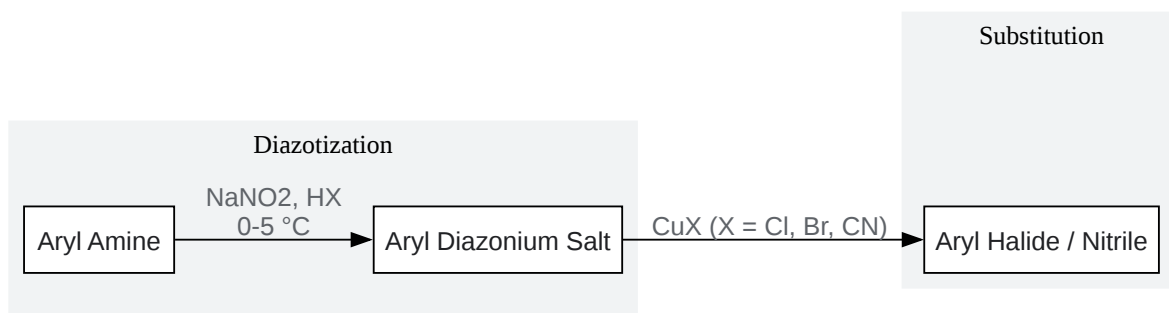 Substitution
Diazotization
NaNO2, HX
0-5 °C
Aryl Amine
Aryl Diazonium Salt
CuX (X = Cl, Br, CN)
Aryl Halide / Nitrile